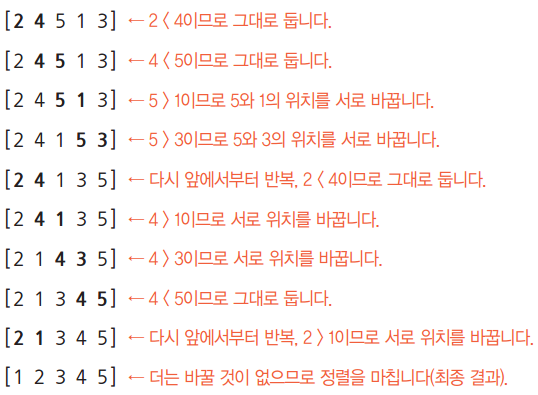 [2 4 5 1 3] ← 2 < 4이므로 그대로 둡니다.
[2 4 5 1 3] ← 4 < 5이므로 그대로 둡니다.
[2 4 5 1 3] ← 5 > 1이므로 5와 1의 위치를 서로 바꿉니다.
[2 4 1 5 3] ← 5 > 3이므로 5와 3의 위치를 서로 바꿉니다.
[2 4 1 3 5] ← 다시 앞에서부터 반복, 2 < 4이므로 그대로 둡니다.
[2 4 1 3 5] ← 4 > 1이므로 서로 위치를 바꿉니다.
[2 1 4 3 5] ← 4 > 3이므로 서로 위치를 바꿉니다.
[2 1 3 4 5] ← 4 < 5이므로 그대로 둡니다.
[2 1 3 4 5] ← 다시 앞에서부터 반복, 2 > 1이므로 서로 위치를 바꿉니다.
[1 2 3 4 5] ← 더는 바꿀 것이 없으므로 정렬을 마칩니다(최종 결과).